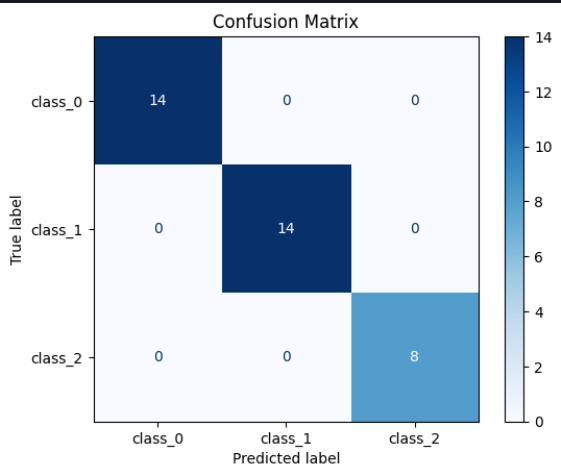 Confusion Matrix
class_0 14 0 0
class_1 0 14 0
class_2 0 0 8
class_0 class_1 class_2
Predicted label
True label
14
12
10
8
6
4
2
0